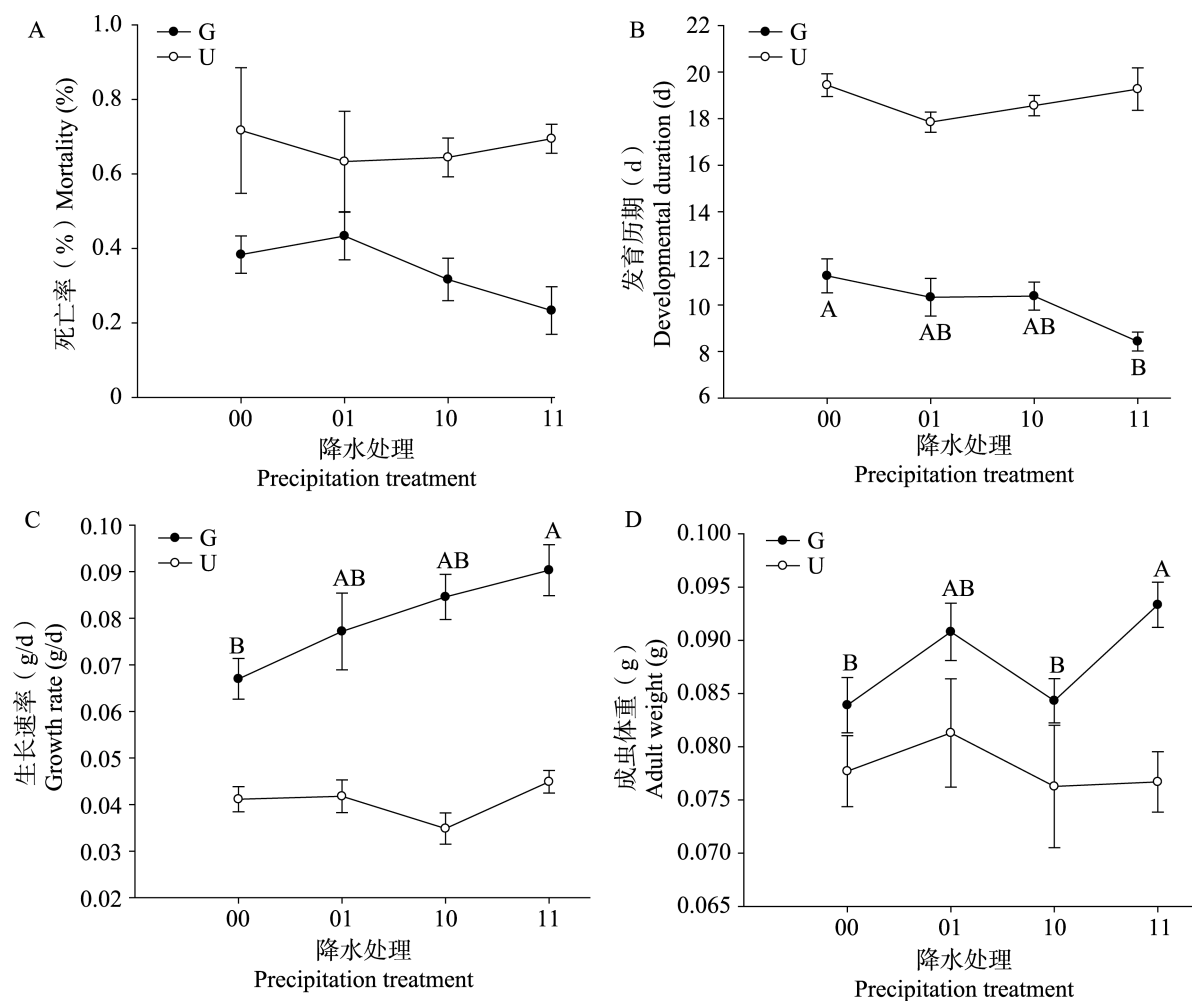 A
G
U
1.0
0.8
0.6
0.4
0.2
0
死亡率（%）Mortality (%)
00 01 10 11
降水处理
Precipitation treatment
B
G
U
22
20
18
16
14
12
10
8
6
发育历期（d）
Developmental duration (d)
A AB AB B
00 01 10 11
降水处理
Precipitation treatment
C
G
U
0.10
0.09
0.08
0.07
0.06
0.05
0.04
0.03
0.02
生长速率（g/d）
Growth rate (g/d)
B AB AB A
00 01 10 11
降水处理
Precipitation treatment
D
G
U
0.100
0.095
0.090
0.085
0.080
0.075
0.070
0.065
成虫体重（g）
Adult weight (g)
B AB B A
00 01 10 11
降水处理
Precipitation treatment